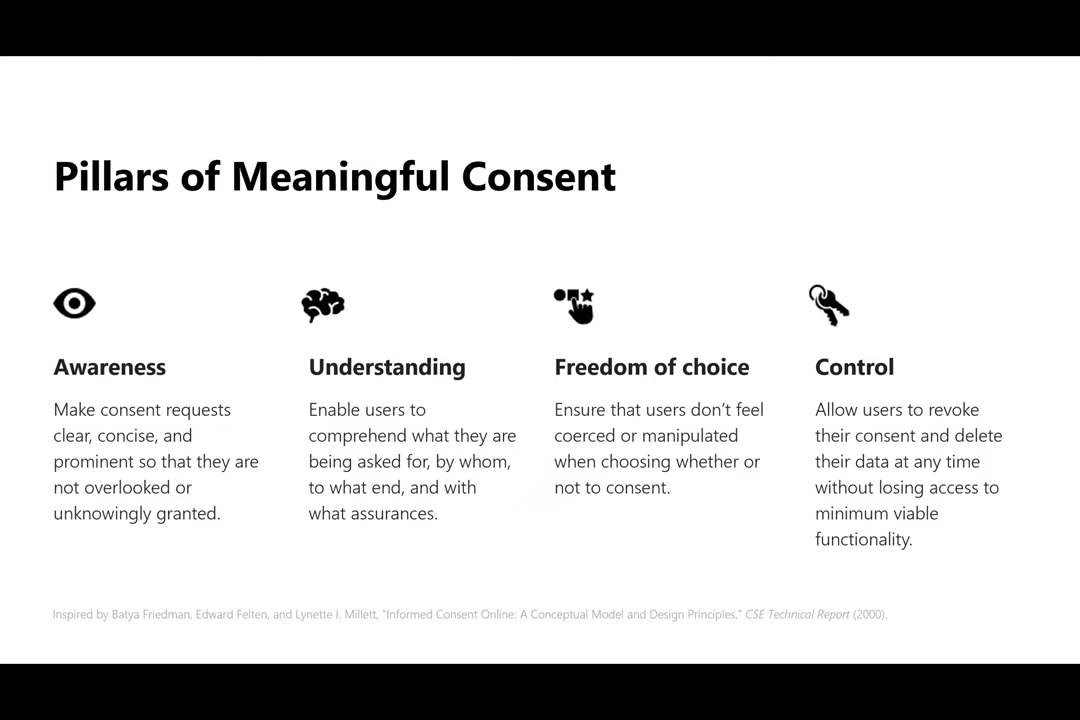 Pillars of Meaningful Consent
Awareness
Make consent requests
clear, concise, and
prominent so that they are
not overlooked or
unknowingly granted.
Understanding
Enable users to
comprehend what they are
being asked for, by whom,
to what end, and with
what assurances.
Freedom of choice
Ensure that users don’t feel
coerced or manipulated
when choosing whether or
not to consent.
Control
Allow users to revoke
their consent and delete
their data at any time
without losing access to
minimum viable
functionality.
Inspired by Batya Friedman, Edward Felten, and Lynette I. Millett, “Informed Consent Online: A Conceptual Model and Design Principles,” CSE Technical Report (2000).